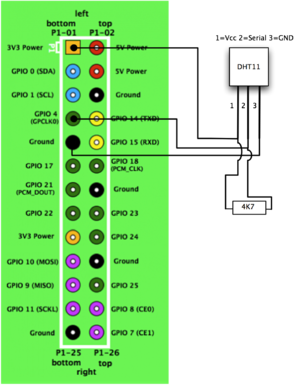 left
bottom top
P1-01 P1-02
3V3 Power 5V Power
GPIO 0 (SDA) 5V Power
GPIO 1 (SCL) Ground
GPIO 4 GPIO 14 (TXD)
(GPCLK0)
Ground GPIO 15 (RXD)
GPIO 17 GPIO 18
(PCM_CLK)
GPIO 21 Ground
(PCM_DOUT)
GPIO 22 GPIO 23
3V3 Power GPIO 24
GPIO 10 (MOSI) Ground
GPIO 9 (MISO) GPIO 25
GPIO 11 (SCKL) GPIO 8 (CE0)
Ground GPIO 7 (CE1)
P1-25 P1-26
bottom top
right
1=Vcc 2=Serial 3=GND
DHT11
1 2 3
4K7